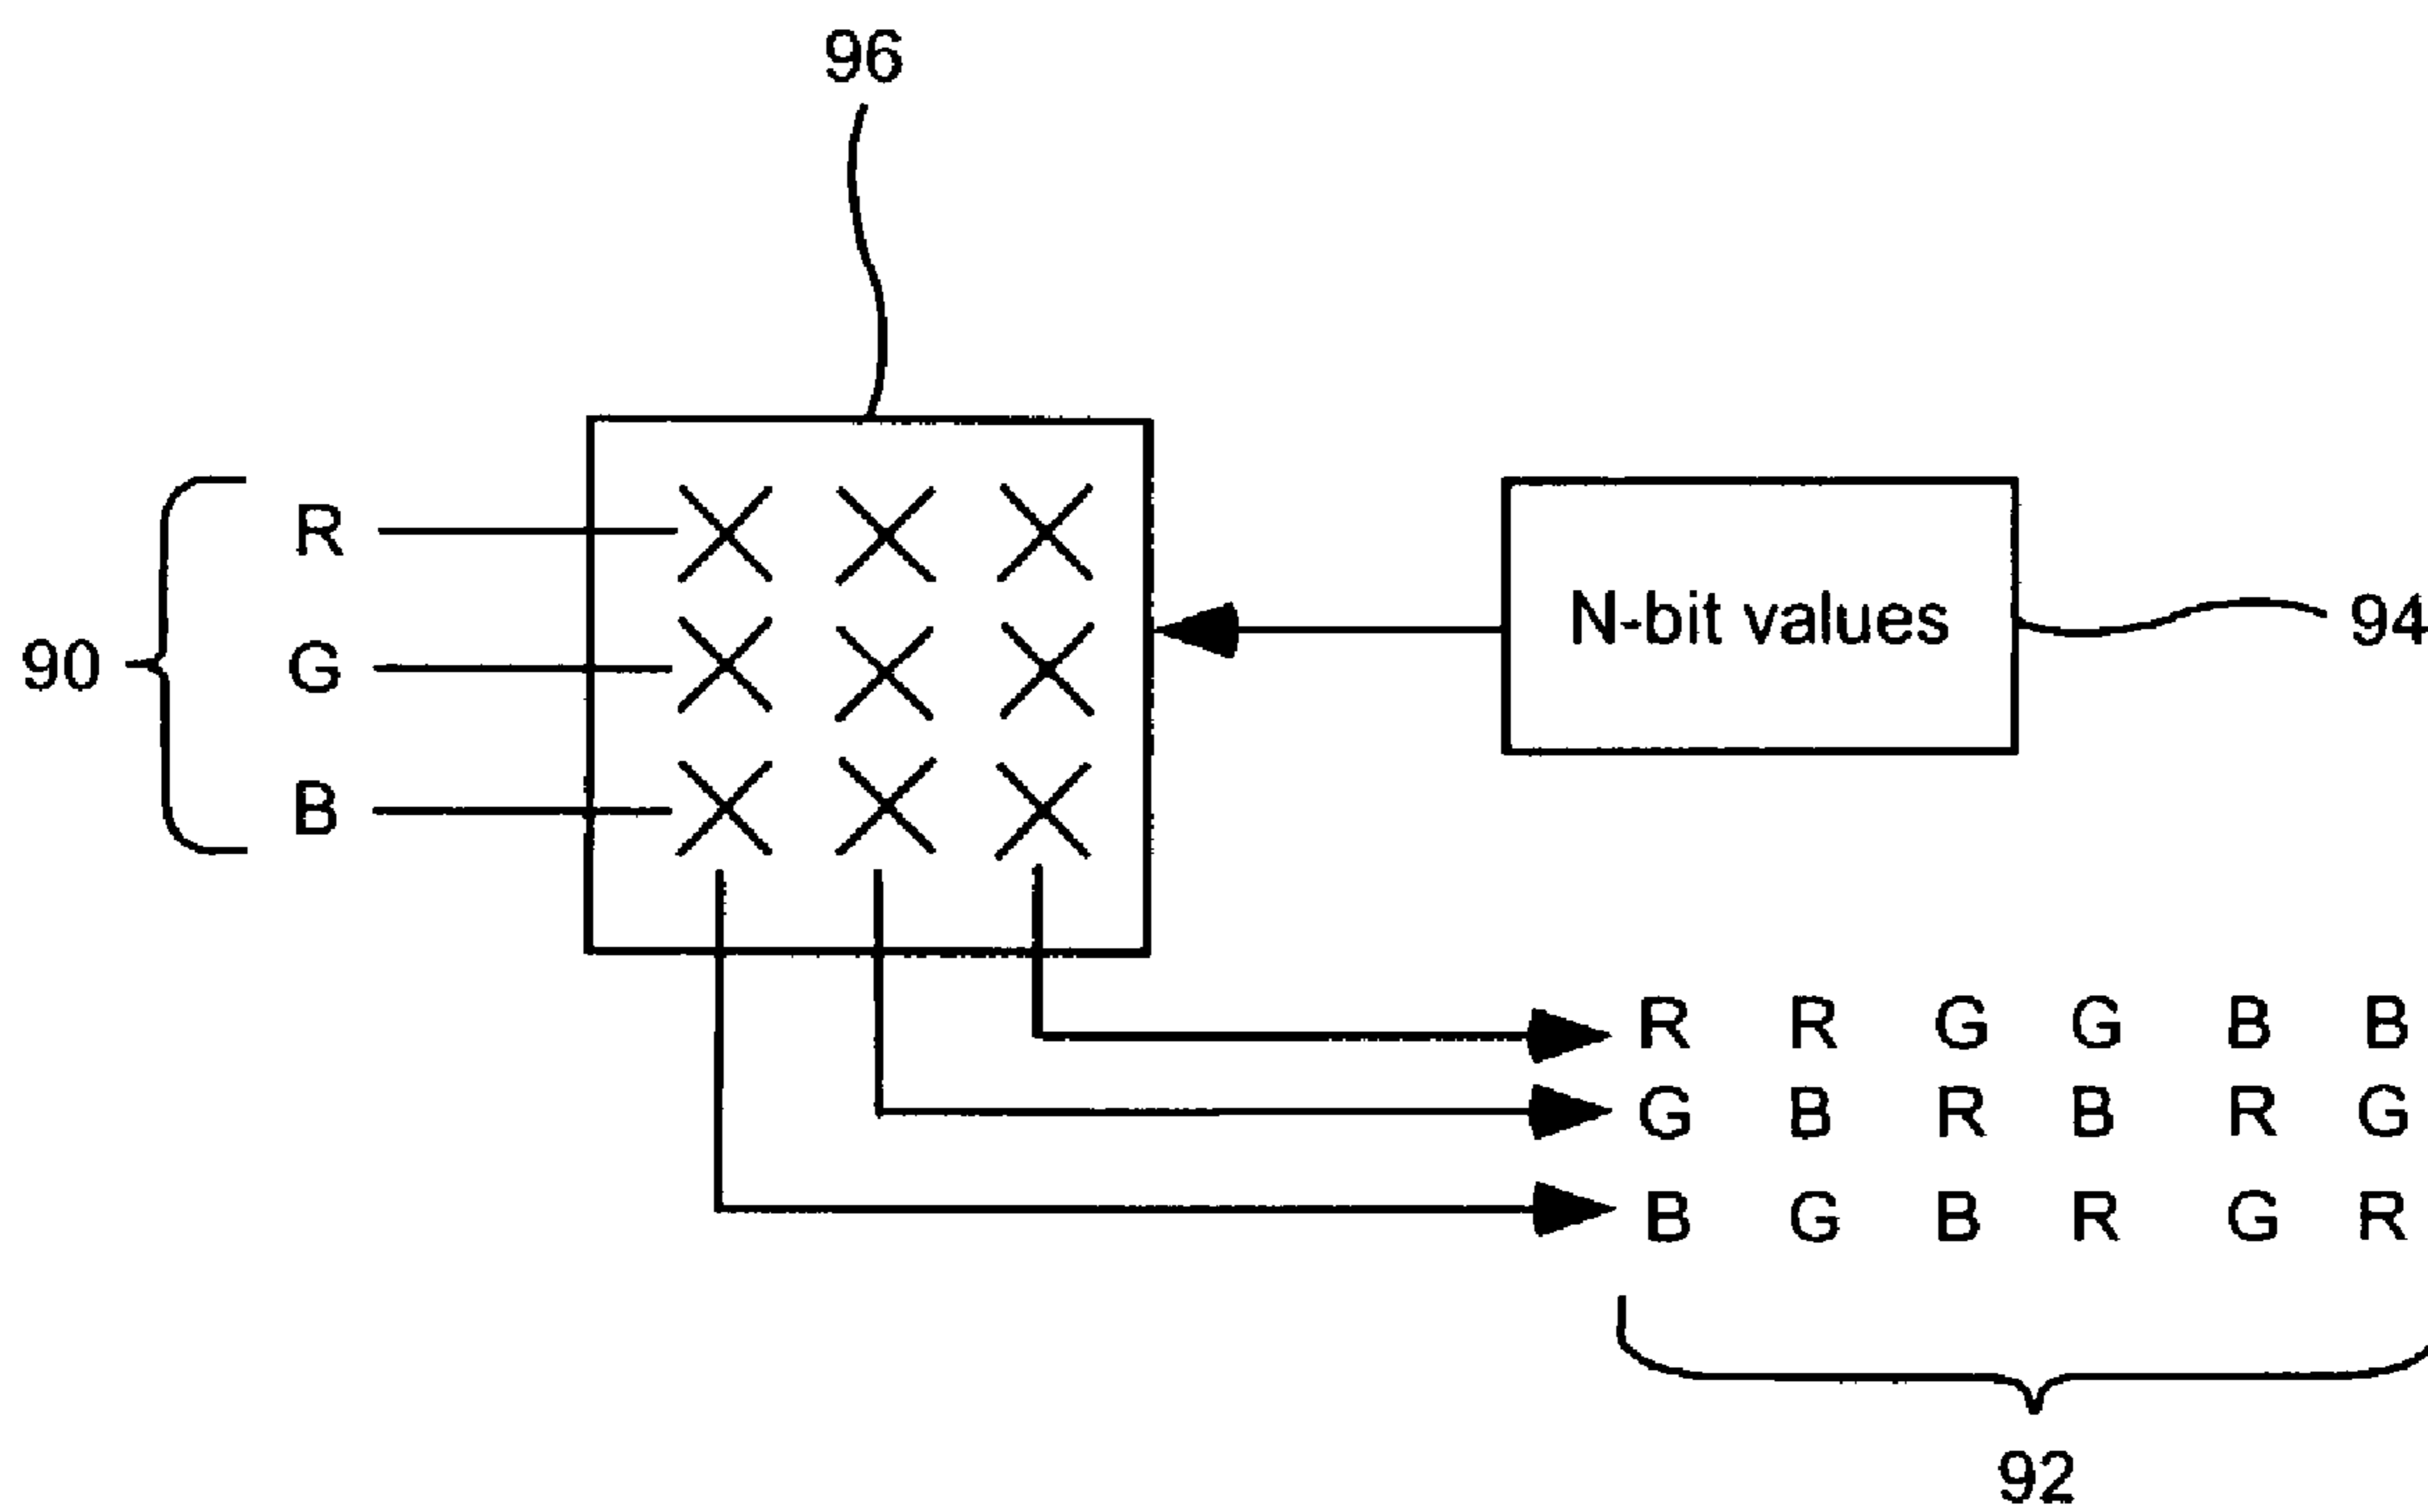 96
R
G
B
90
N-bit values
94
R R G G B B
G B R B R G
B G B R G R
92